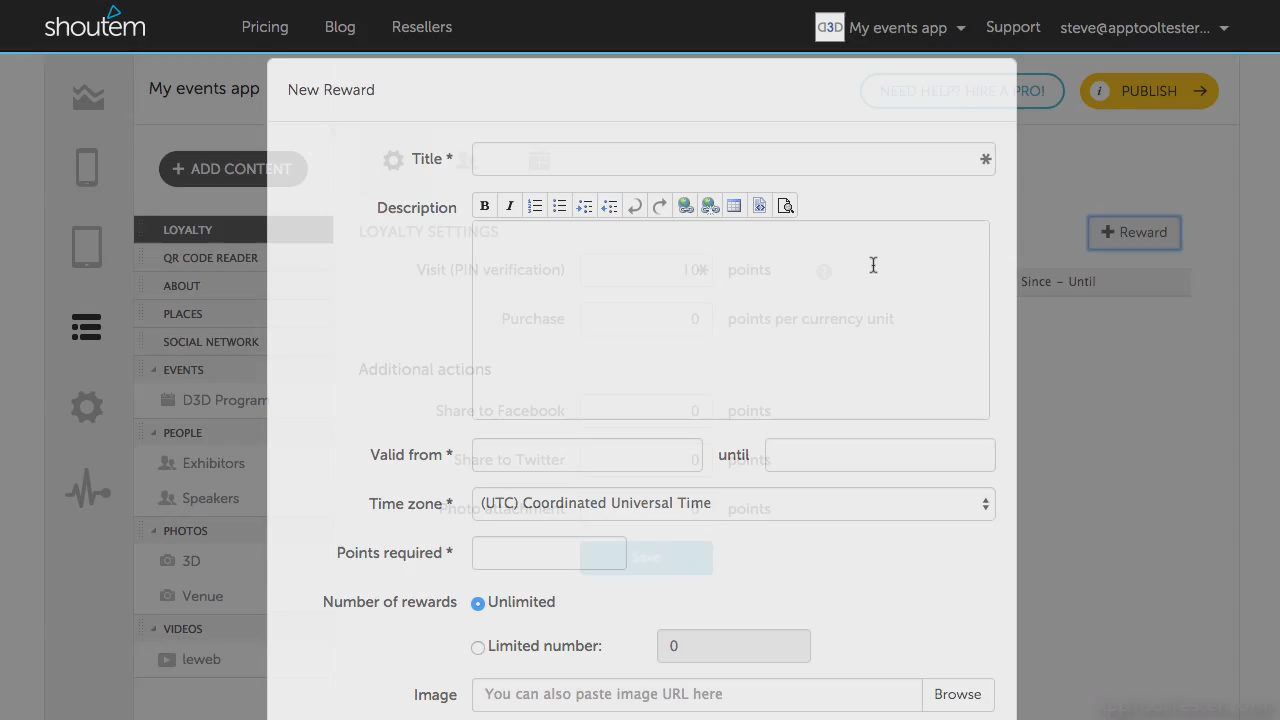 shoutem
Pricing
Blog
Resellers
D3D
My events app
Support
steve@apptooltester...
My events app
New Reward
NEED HELP? HIRE A PRO!
i
PUBLISH
+ ADD CONTENT
Title *
*
Description
B
I
LOYALTY
LOYALTY SETTINGS
+ Reward
QR CODE READER
Visit (PIN verification)
10*
points
?
Since – Until
ABOUT
PLACES
Purchase
0
points per currency unit
SOCIAL NETWORK
EVENTS
Additional actions
D3D Program
Share to Facebook
0
points
PEOPLE
Valid from *
until
Share to Twitter
0
points
Exhibitors
Speakers
Time zone *
(UTC) Coordinated Universal Time
Photo attachment
0
points
PHOTOS
3D
Points required *
Save
Venue
Number of rewards
Unlimited
VIDEOS
leweb
Limited number:
0
Image
You can also paste image URL here
Browse
apptooltester.com